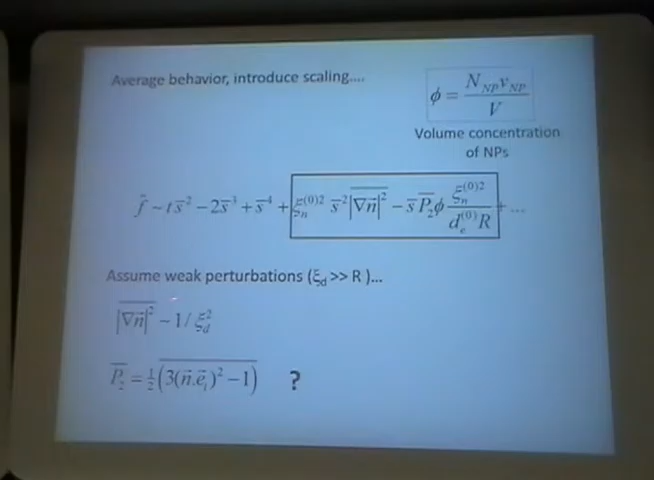 Average behavior, introduce scaling....
ϕ = N_NP v_NP / V
Volume concentration
of NPs
f̃ ~ t s̄² − 2s̄³ + s̄⁴ + ξ_n^(0)2 s̄² |∇n⃗|² − s̄ P̄₂ ϕ ξ_n^(0)2 / d_e^(0) R + ...
Assume weak perturbations (ξ_d >> R )...
|∇n⃗|² ~ 1 / ξ_d²
P̄₂ = ½(3(n⃗.e⃗_i)² − 1) ?